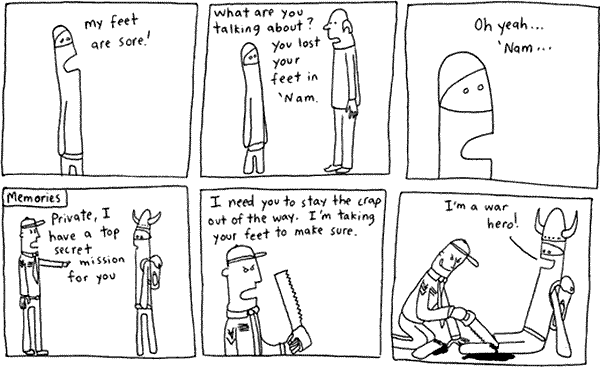 my feet
are sore!
What are you
talking about?
you lost
your
feet in
'Nam.
Oh yeah...
'Nam...
Memories
Private, I
have a top
secret
mission
for you
I need you to stay the crap
out of the way. I'm taking
your feet to make sure.
I'm a war
hero!